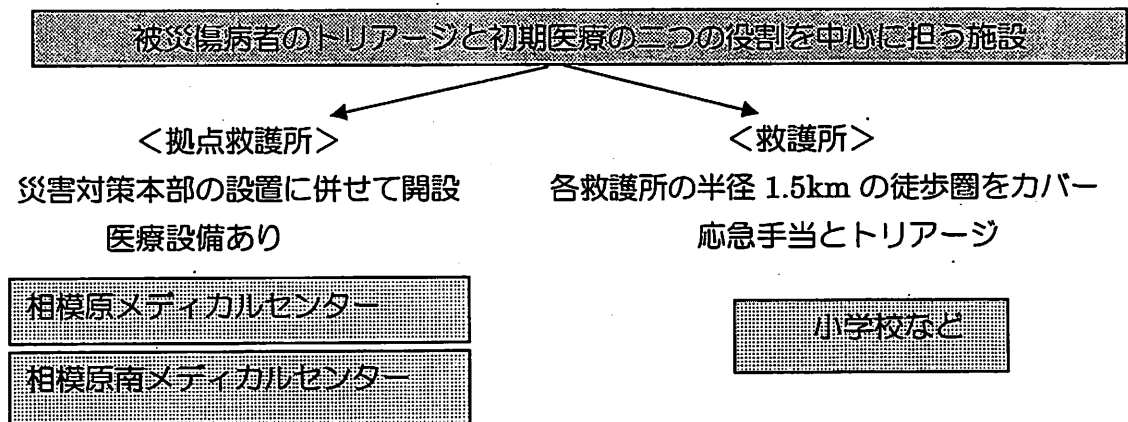 被災傷病者のトリアージと初期医療の二つの役割を中心に担う施設
＜拠点救護所＞
災害対策本部の設置に併せて開設
医療設備あり
相模原メディカルセンター
相模原南メディカルセンター
＜救護所＞
各救護所の半径 1.5km の徒歩圏をカバー
応急手当とトリアージ
小学校など